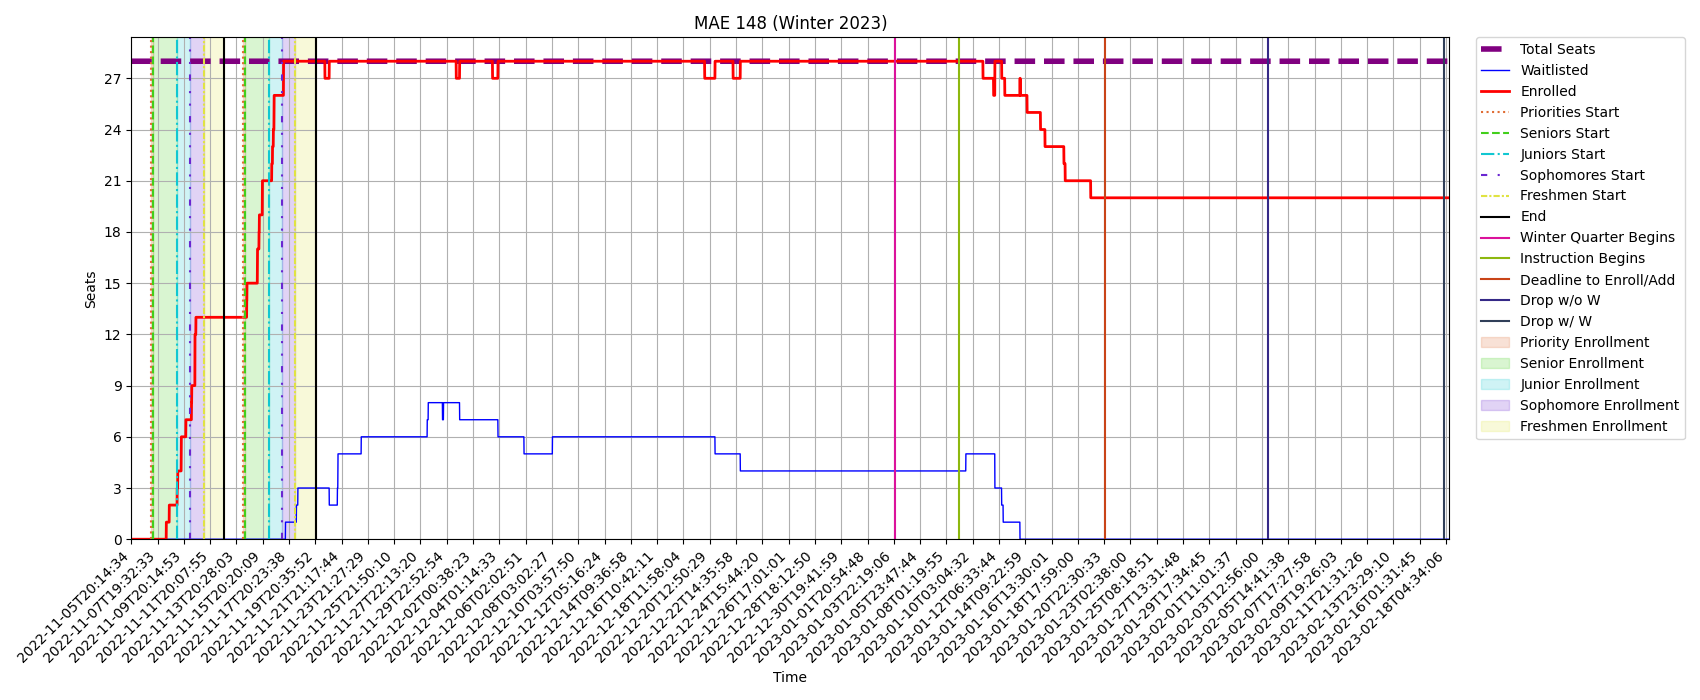 MAE 148 (Winter 2023)
Seats
27
24
21
18
15
12
9
6
3
0
2022-11-05T20:14:34
2022-11-07T19:32:33
2022-11-09T20:14:53
2022-11-11T20:07:55
2022-11-13T20:28:03
2022-11-15T20:20:09
2022-11-17T20:23:38
2022-11-19T20:35:52
2022-11-21T21:17:44
2022-11-23T21:27:29
2022-11-25T21:50:10
2022-11-27T22:13:20
2022-11-29T22:52:54
2022-12-02T00:38:23
2022-12-04T01:14:33
2022-12-06T02:02:51
2022-12-08T03:02:27
2022-12-10T03:57:50
2022-12-12T05:16:24
2022-12-14T09:36:58
2022-12-16T10:42:11
2022-12-18T11:58:04
2022-12-20T12:50:29
2022-12-22T14:35:58
2022-12-24T15:44:20
2022-12-26T17:01:01
2022-12-28T18:12:50
2022-12-30T19:41:59
2023-01-01T20:54:48
2023-01-03T22:19:06
2023-01-05T23:47:44
2023-01-08T01:19:55
2023-01-10T03:04:32
2023-01-12T06:33:44
2023-01-14T09:22:59
2023-01-16T13:30:01
2023-01-18T17:59:00
2023-01-20T22:30:33
2023-01-23T02:38:00
2023-01-25T08:18:51
2023-01-27T13:31:48
2023-01-29T17:34:45
2023-02-01T11:01:37
2023-02-03T12:56:00
2023-02-05T14:41:38
2023-02-07T17:27:58
2023-02-09T19:26:03
2023-02-11T21:31:26
2023-02-13T23:29:10
2023-02-16T01:31:45
2023-02-18T04:34:06
Time
Total Seats
Waitlisted
Enrolled
Priorities Start
Seniors Start
Juniors Start
Sophomores Start
Freshmen Start
End
Winter Quarter Begins
Instruction Begins
Deadline to Enroll/Add
Drop w/o W
Drop w/ W
Priority Enrollment
Senior Enrollment
Junior Enrollment
Sophomore Enrollment
Freshmen Enrollment